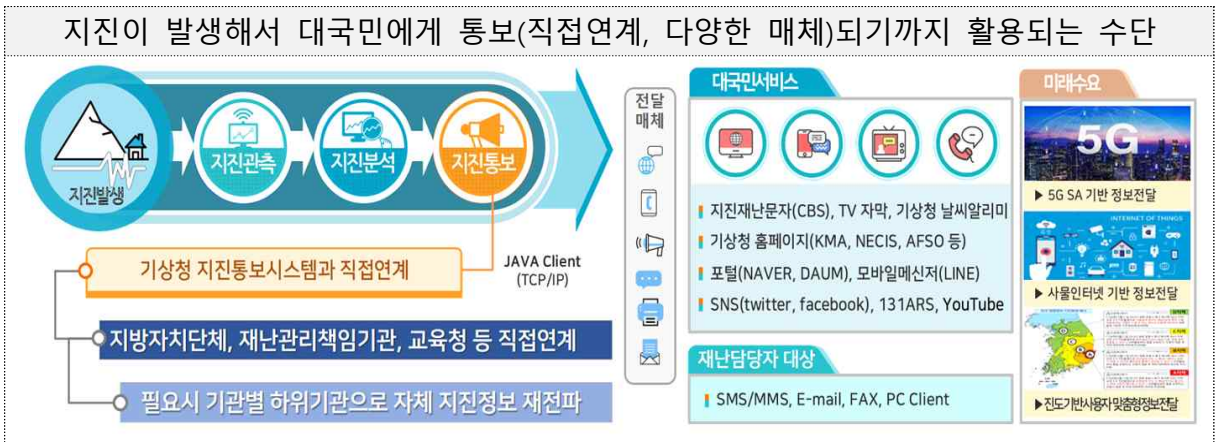 지진이 발생해서 대국민에게 통보(직접연계, 다양한 매체)되기까지 활용되는 수단
지진발생
지진관측
지진분석
지진통보
기상청 지진통보시스템과 직접연계
JAVA Client
(TCP/IP)
지방자치단체, 재난관리책임기관, 교육청 등 직접연계
필요시 기관별 하위기관으로 자체 지진정보 재전파
전달
매체
대국민서비스
지진재난문자(CBS), TV 자막, 기상청 날씨알리미
기상청 홈페이지(KMA, NECIS, AFSO 등)
포털(NAVER, DAUM), 모바일메신저(LINE)
SNS(twitter, facebook), 131ARS, YouTube
재난담당자 대상
SMS/MMS, E-mail, FAX, PC Client
미래수요
5G
▶ 5G SA 기반 정보전달
INTERNET OF THINGS
▶ 사물인터넷 기반 정보전달
▶진도기반사용자맞춤형정보전달